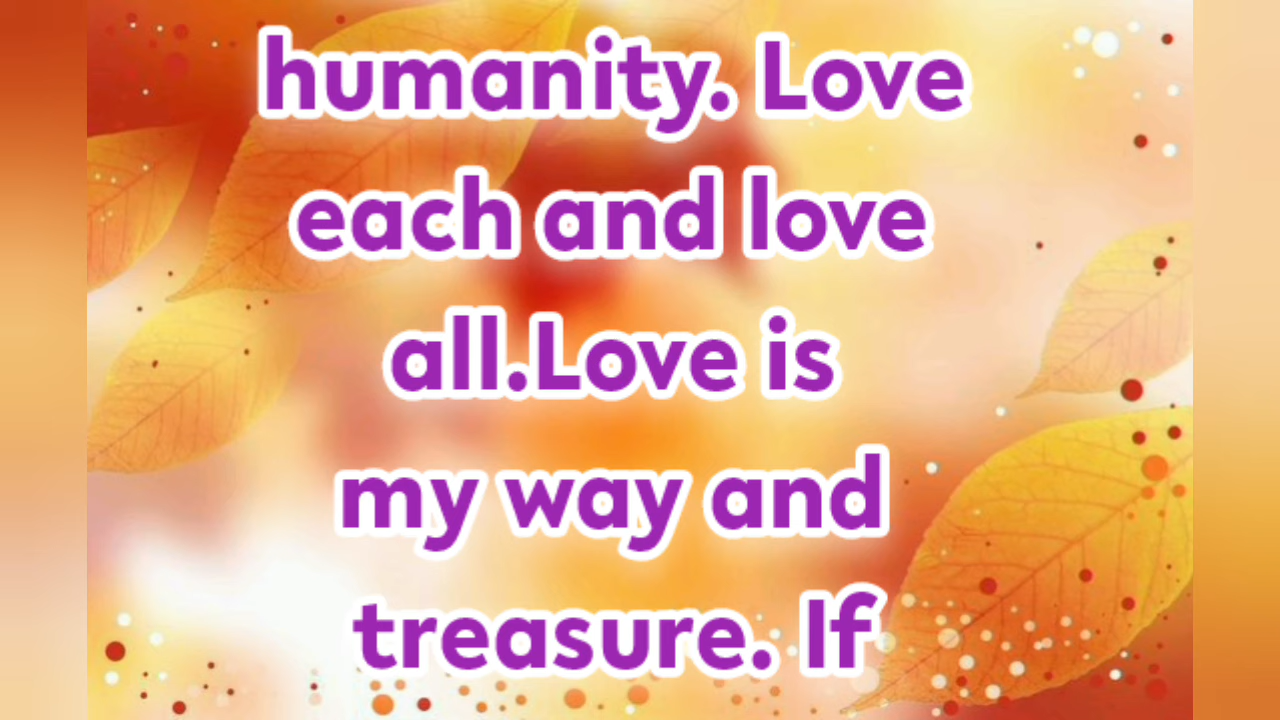 humanity. Love
each and love
all.Love is
my way and
treasure. If